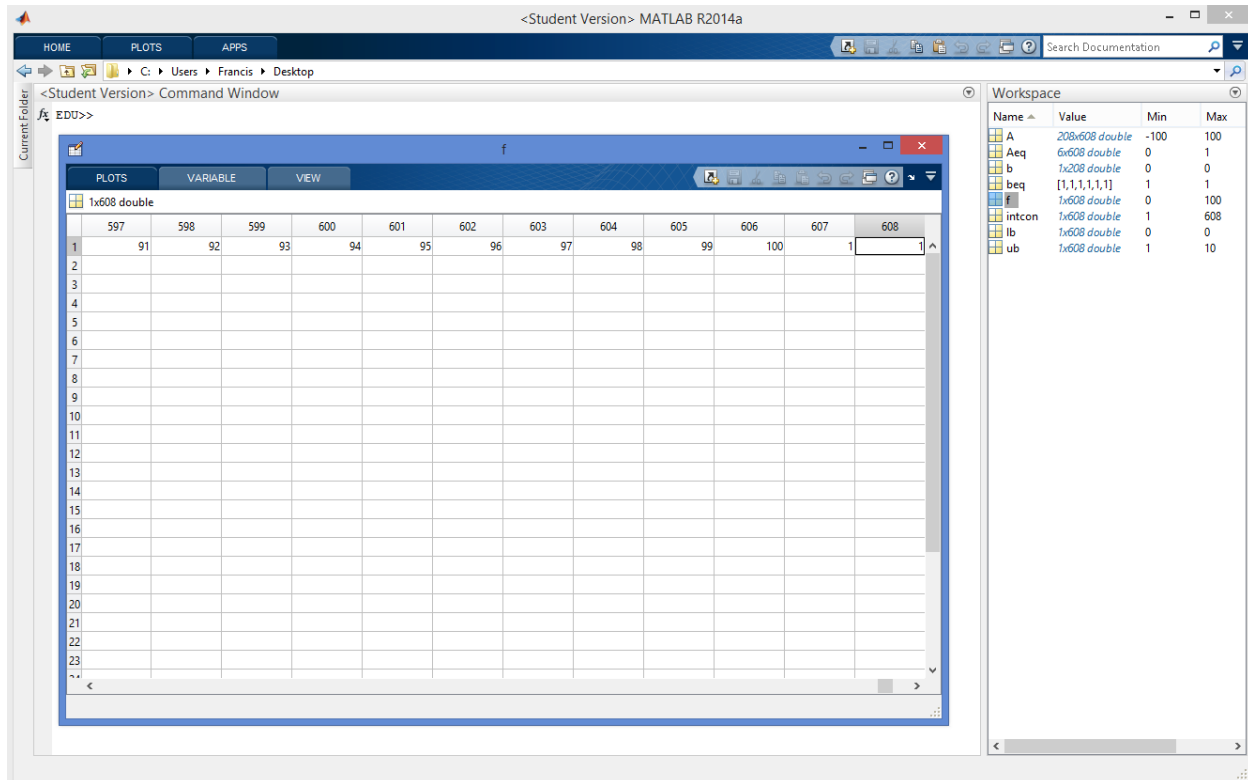 <Student Version> MATLAB R2014a
HOME PLOTS APPS Search Documentation
C: Users Francis Desktop
Current Folder
<Student Version> Command Window
fx EDU>>
f
PLOTS VARIABLE VIEW
1x608 double
597 598 599 600 601 602 603 604 605 606 607 608
1 91 92 93 94 95 96 97 98 99 100 1 1
2
3
4
5
6
7
8
9
10
11
12
13
14
15
16
17
18
19
20
21
22
23
24
Workspace
Name Value Min Max
A 208x608 double -100 100
Aeq 6x608 double 0 1
b 1x208 double 0 0
beq [1,1,1,1,1,1] 1 1
f 1x608 double 0 100
intcon 1x608 double 1 608
lb 1x608 double 0 0
ub 1x608 double 1 10